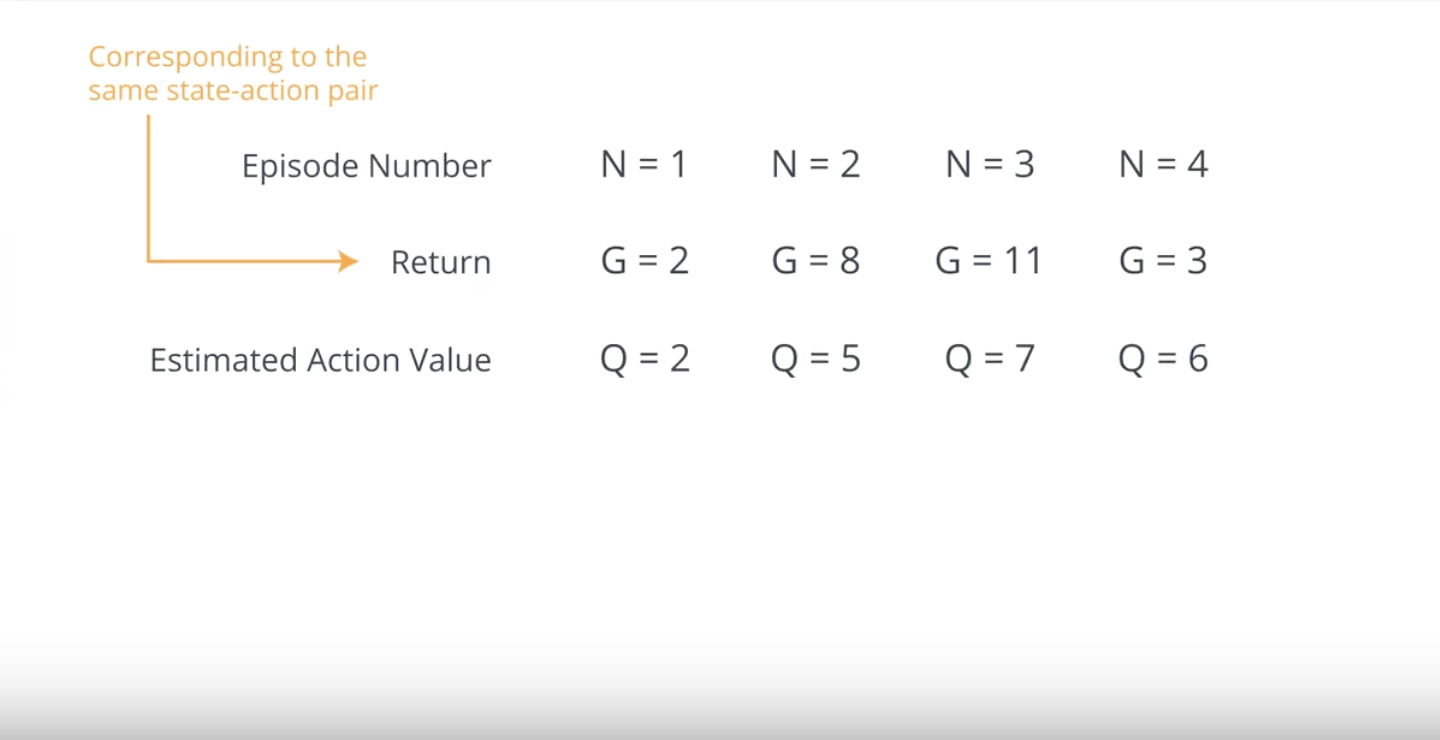 Corresponding to the
same state-action pair
Episode Number N = 1 N = 2 N = 3 N = 4
Return G = 2 G = 8 G = 11 G = 3
Estimated Action Value Q = 2 Q = 5 Q = 7 Q = 6